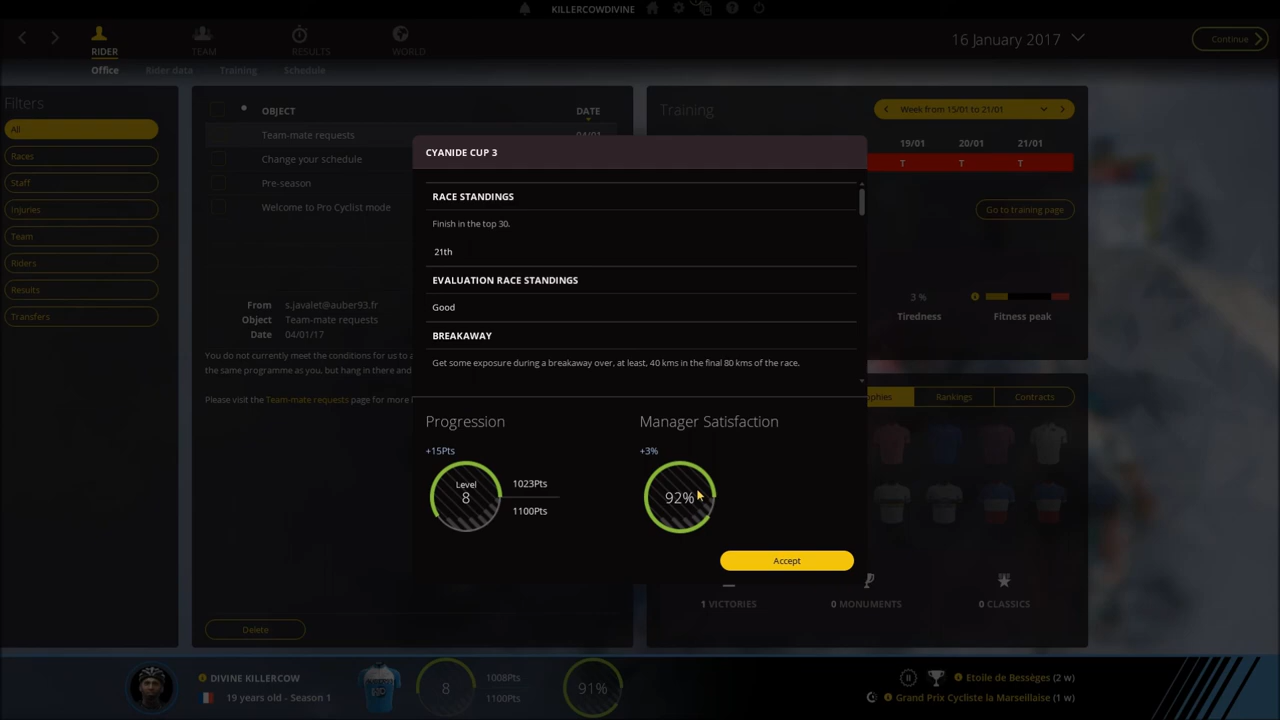 KILLERCOWDIVINE
RIDER
TEAM
RESULTS
WORLD
16 January 2017
Continue
Office
Rider data
Training
Schedule
Filters
All
Races
Staff
Injuries
Team
Riders
Results
Transfers
OBJECT
DATE
Team-mate requests
04/01
Change your schedule
Pre-season
Welcome to Pro Cyclist mode
From s.javalet@auber93.fr
Object Team-mate requests
Date 04/01/17
You do not currently meet the conditions for us to a
the same programme as you, but hang in there and
Please visit the Team-mate requests page for more
Delete
CYANIDE CUP 3
RACE STANDINGS
Finish in the top 30.
21th
EVALUATION RACE STANDINGS
Good
BREAKAWAY
Get some exposure during a breakaway over, at least, 40 kms in the final 80 kms of the race.
Progression
+15Pts
Level
8
1023Pts
1100Pts
Manager Satisfaction
+3%
92%
Accept
Training
Week from 15/01 to 21/01
19/01 20/01 21/01
T T T
Go to training page
3 %
Tiredness
Fitness peak
phies
Rankings
Contracts
1 VICTORIES
0 MONUMENTS
0 CLASSICS
DIVINE KILLERCOW
19 years old - Season 1
8
1008Pts
1100Pts
91%
Etoile de Bessèges (2 w)
Grand Prix Cycliste la Marseillaise (1 w)